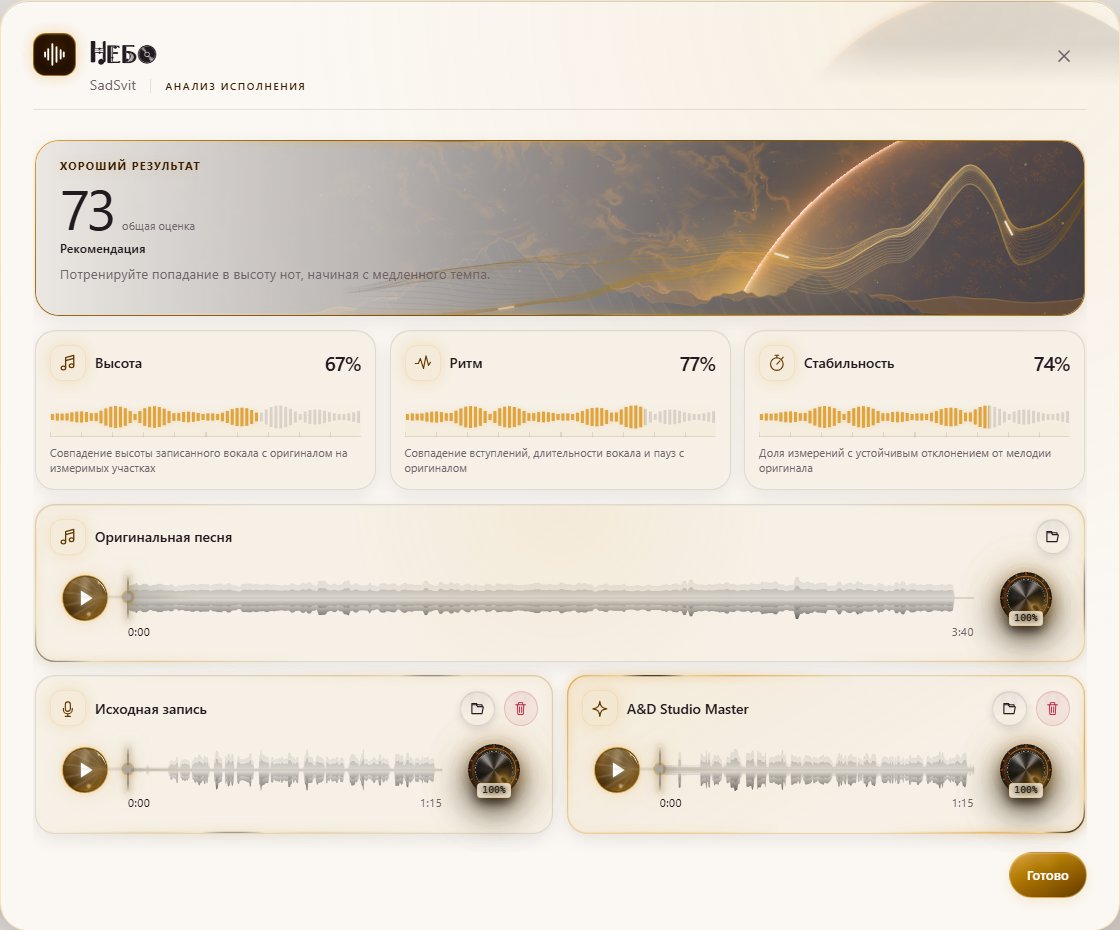 Небо
SadSvit
АНАЛИЗ ИСПОЛНЕНИЯ
ХОРОШИЙ РЕЗУЛЬТАТ
73 общая оценка
Рекомендация
Потренируйте попадание в высоту нот, начиная с медленного темпа.
Высота 67%
Совпадение высоты записанного вокала с оригиналом на
измеримых участках
Ритм 77%
Совпадение вступлений, длительности вокала и пауз с
оригиналом
Стабильность 74%
Доля измерений с устойчивым отклонением от мелодии
оригинала
Оригинальная песня
100%
0:00 3:40
Исходная запись
100%
0:00 1:15
A&D Studio Master
100%
0:00 1:15
Готово